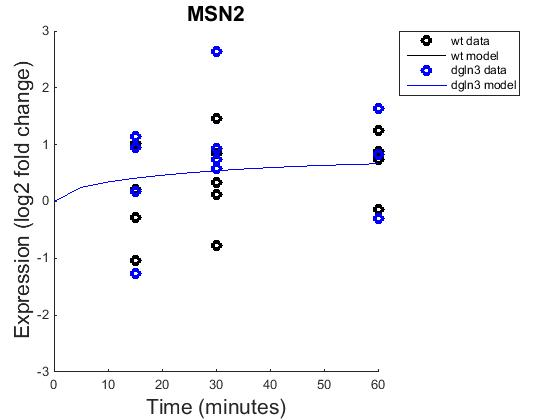 MSN2
3
2
1
0
-1
-2
-3
0 10 20 30 40 50 60
Expression (log2 fold change)
Time (minutes)
wt data
wt model
dgln3 data
dgln3 model